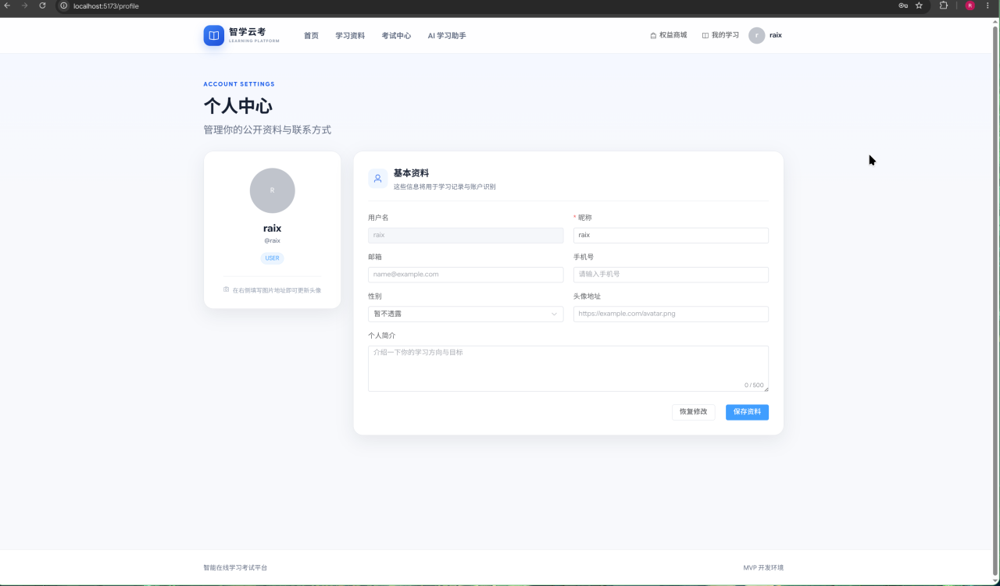 localhost:5173/profile
R
智学云考
LEARNING PLATFORM
首页 学习资料 考试中心 AI 学习助手
权益商城 我的学习 r raix
ACCOUNT SETTINGS
个人中心
管理你的公开资料与联系方式
R
raix
@raix
USER
在右侧填写图片地址即可更新头像
基本资料
这些信息将用于学习记录与账户识别
用户名 * 昵称
raix raix
邮箱 手机号
name@example.com 请输入手机号
性别 头像地址
暂不透露 https://example.com/avatar.png
个人简介
介绍一下你的学习方向与目标
0 / 500
恢复修改 保存资料
智能在线学习考试平台 MVP 开发环境